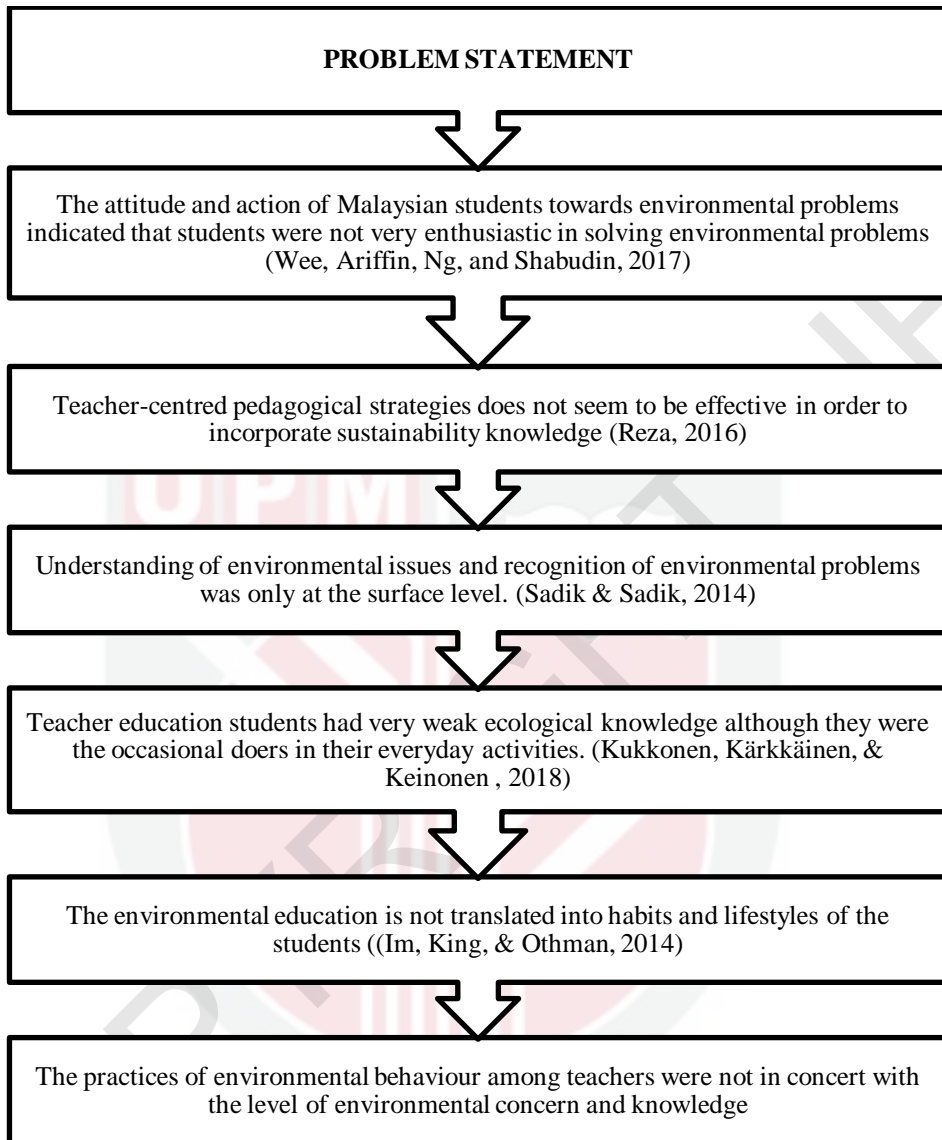 PROBLEM STATEMENT
The attitude and action of Malaysian students towards environmental problems
indicated that students were not very enthusiastic in solving environmental problems
(Wee, Ariffin, Ng, and Shabudin, 2017)
Teacher-centred pedagogical strategies does not seem to be effective in order to
incorporate sustainability knowledge (Reza, 2016)
UPM
Understanding of environmental issues and recognition of environmental problems
was only at the surface level. (Sadik & Sadik, 2014)
Teacher education students had very weak ecological knowledge although they were
the occasional doers in their everyday activities. (Kukkonen, Kärkkäinen, &
Keinonen , 2018)
The environmental education is not translated into habits and lifestyles of the
students ((Im, King, & Othman, 2014)
The practices of environmental behaviour among teachers were not in concert with
the level of environmental concern and knowledge